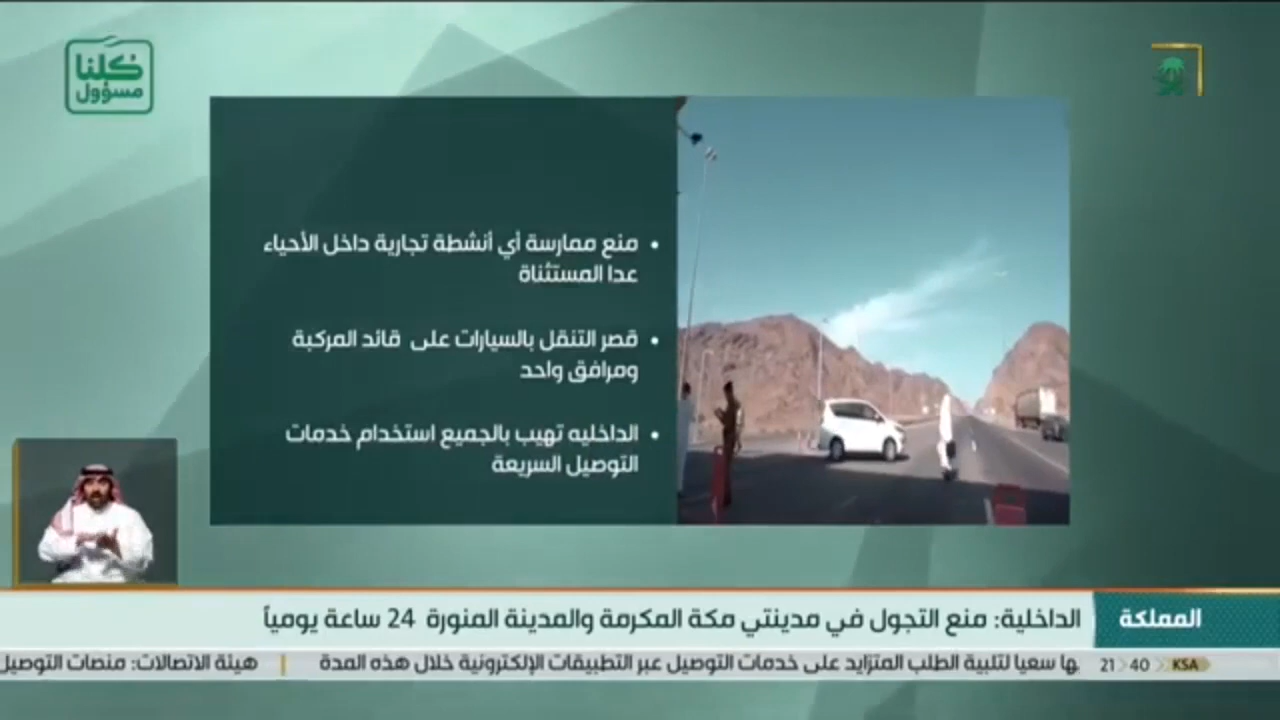 كلنا
مسؤول
• منع ممارسة أي أنشطة تجارية داخل الأحياء
عدا المستثناة
• قصر التنقل بالسيارات على قائد المركبة
ومرافق واحد
• الداخليه تهيب بالجميع استخدام خدمات
التوصيل السريعة
المملكة
الداخلية: منع التجول في مدينتي مكة المكرمة والمدينة المنورة 24 ساعة يومياً
KSA 21 40
سعيا لتلبية الطلب المتزايد على خدمات التوصيل عبر التطبيقات الإلكترونية خلال هذه المدة | هيئة الاتصالات: منصات التوصيل